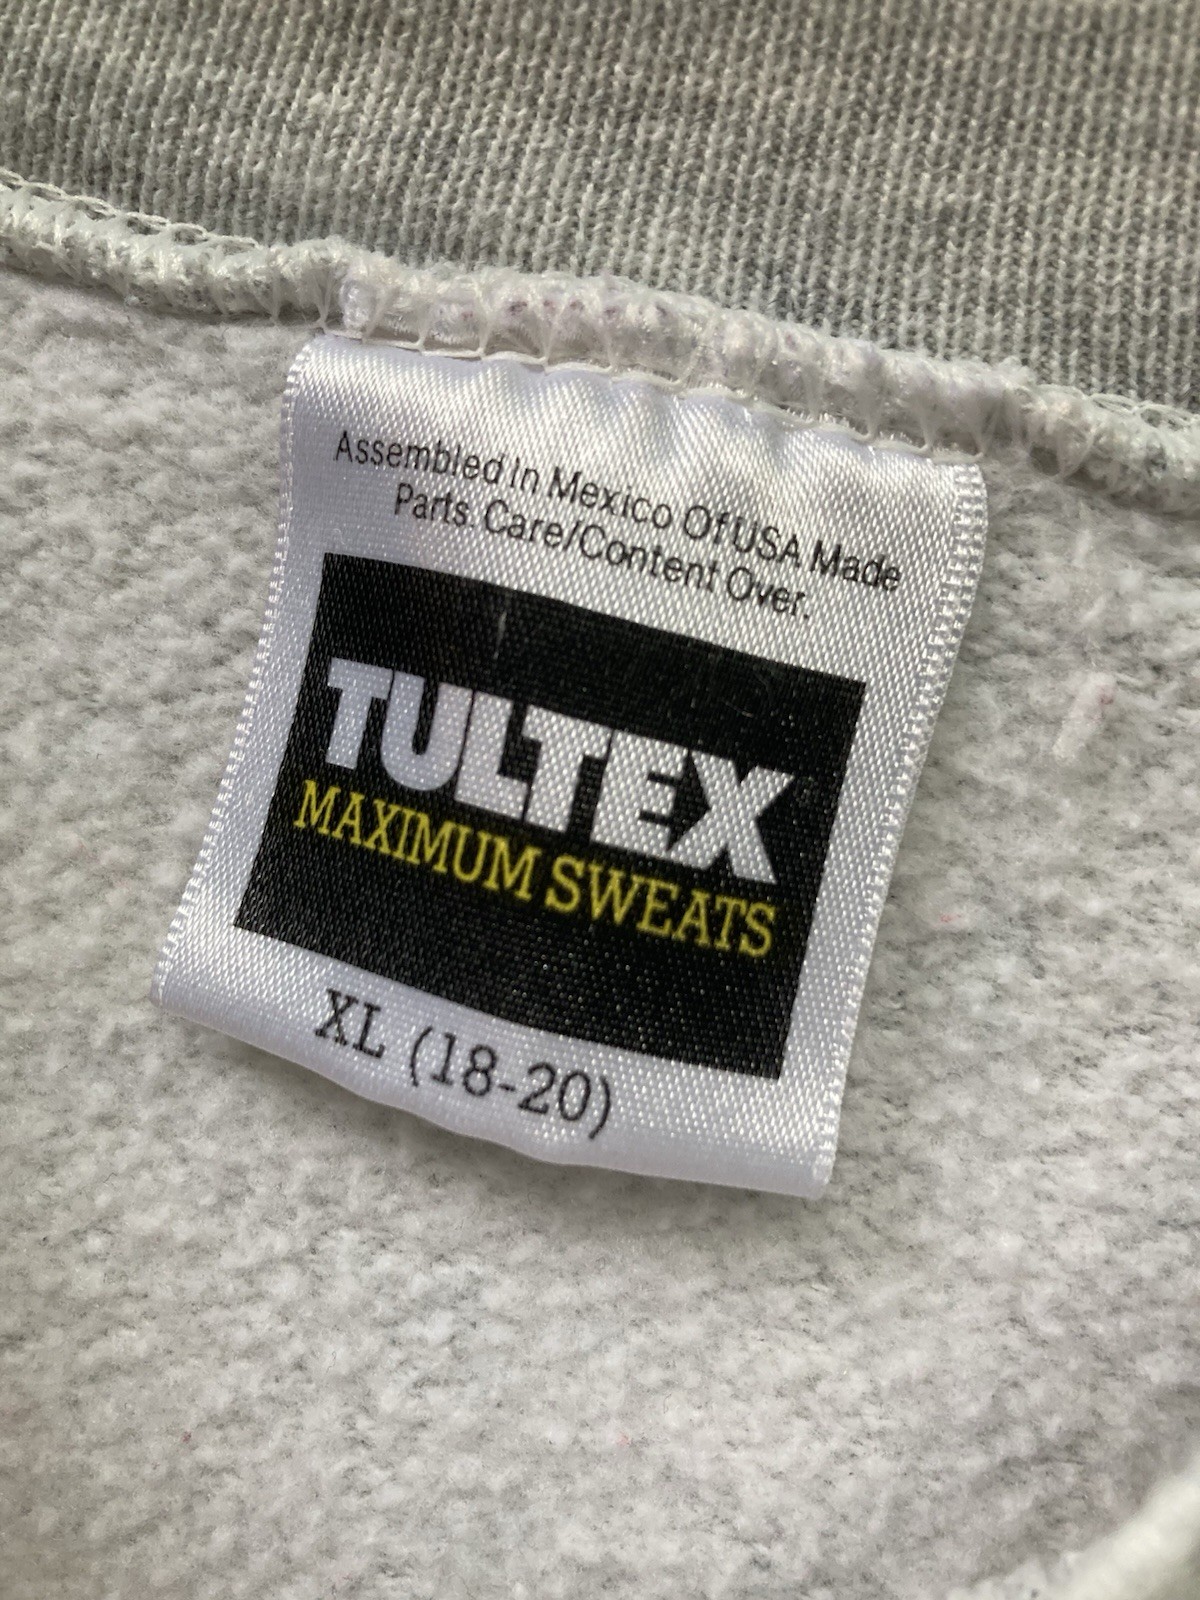 Assembled In Mexico Of USA Made
Parts. Care/Content Over.
TULTEX
MAXIMUM SWEATS
XL (18-20)